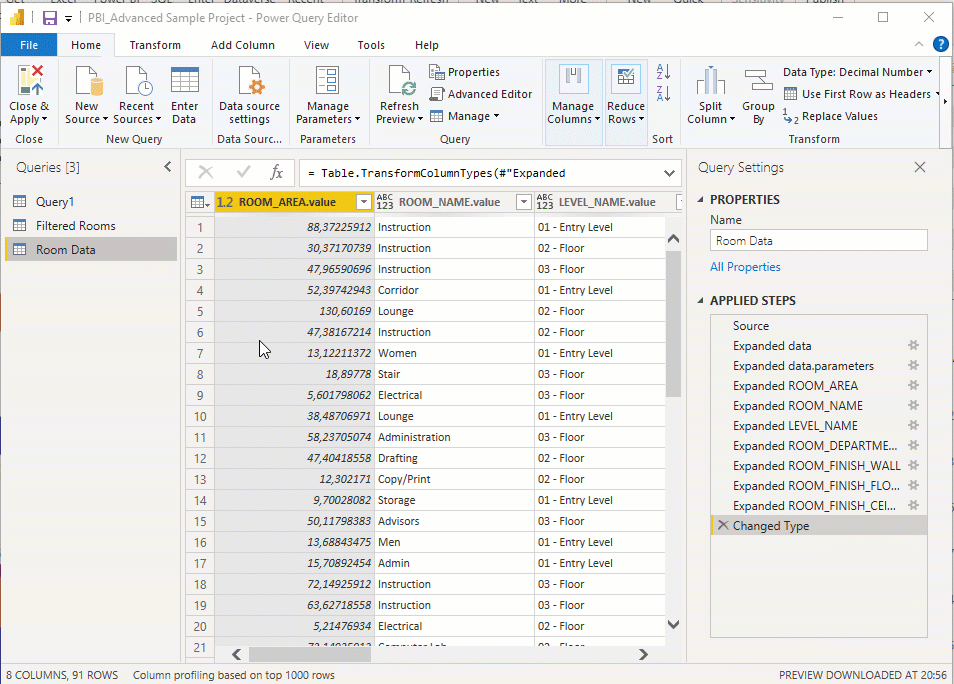 PBI_Advanced Sample Project - Power Query Editor
File Home Transform Add Column View Tools Help
Close & Apply
Close
New Source
Recent Sources
Enter Data
New Query
Data source settings
Data Sourc...
Manage Parameters
Parameters
Refresh Preview
Properties
Advanced Editor
Manage
Query
Manage Columns
Reduce Rows
Sort
Split Column
Group By
Data Type: Decimal Number
Use First Row as Headers
Replace Values
Transform
Queries [3]
Query1
Filtered Rooms
Room Data
fx = Table.TransformColumnTypes(#"Expanded
1.2 ROOM_AREA.value ABC 123 ROOM_NAME.value ABC 123 LEVEL_NAME.value
1 88,37225912 Instruction 01 - Entry Level
2 30,37170739 Instruction 02 - Floor
3 47,96590696 Instruction 03 - Floor
4 52,39742943 Corridor 01 - Entry Level
5 130,60169 Lounge 02 - Floor
6 47,38167214 Instruction 02 - Floor
7 13,12211372 Women 01 - Entry Level
8 18,89778 Stair 03 - Floor
9 5,601798062 Electrical 03 - Floor
10 38,48706971 Lounge 01 - Entry Level
11 58,23705074 Administration 03 - Floor
12 47,40418558 Drafting 02 - Floor
13 12,302171 Copy/Print 02 - Floor
14 9,70028082 Storage 01 - Entry Level
15 50,11798383 Advisors 03 - Floor
16 13,68843475 Men 01 - Entry Level
17 15,70892454 Admin 01 - Entry Level
18 72,14925912 Instruction 03 - Floor
19 63,62718558 Instruction 03 - Floor
20 5,21476934 Electrical 02 - Floor
21
Query Settings
PROPERTIES
Name
Room Data
All Properties
APPLIED STEPS
Source
Expanded data
Expanded data.parameters
Expanded ROOM_AREA
Expanded ROOM_NAME
Expanded LEVEL_NAME
Expanded ROOM_DEPARTME...
Expanded ROOM_FINISH_WALL
Expanded ROOM_FINISH_FLO...
Expanded ROOM_FINISH_CEI...
Changed Type
8 COLUMNS, 91 ROWS Column profiling based on top 1000 rows PREVIEW DOWNLOADED AT 20:56